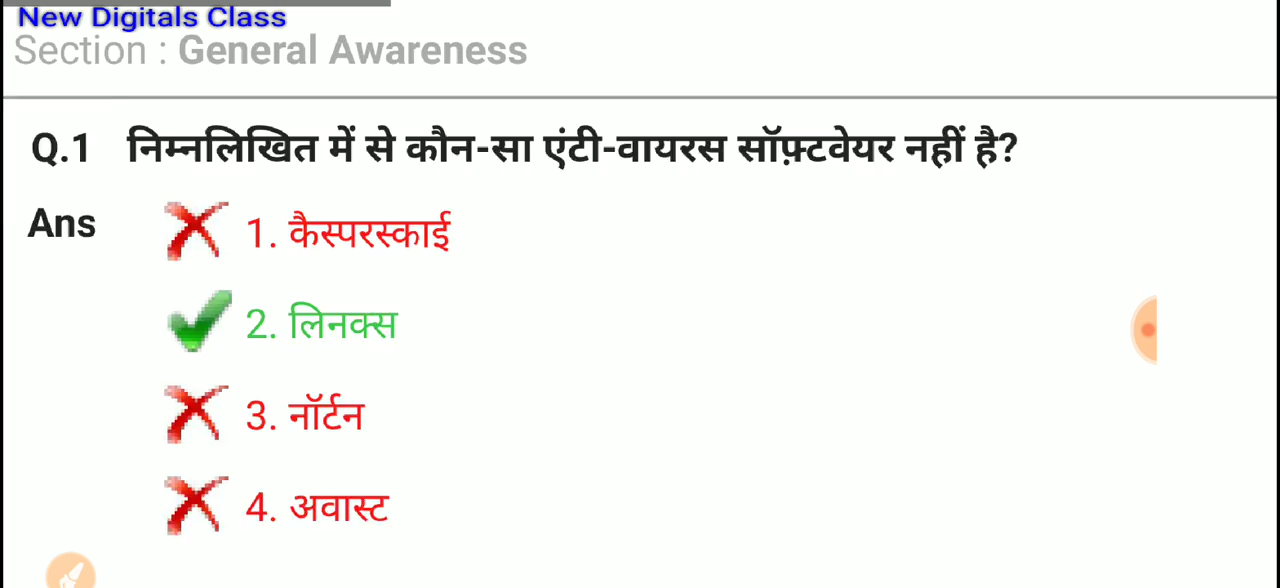 New Digitals Class
Section : General Awareness
Q.1 निम्नलिखित में से कौन-सा एंटी-वायरस सॉफ़्टवेयर नहीं है?
Ans 1. कैस्परस्काई
2. लिनक्स
3. नॉर्टन
4. अवास्ट